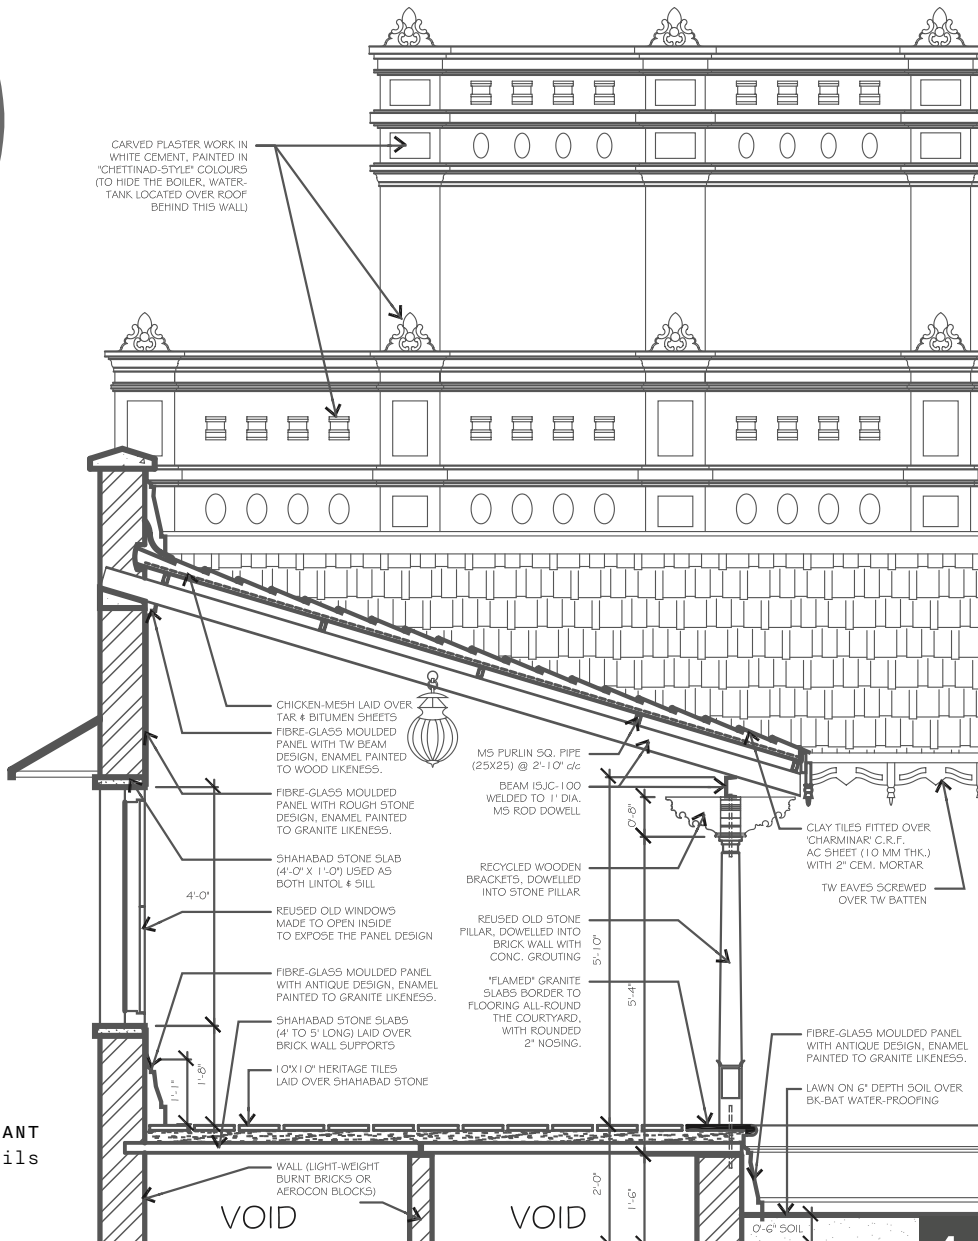 CARVED PLASTER WORK IN
WHITE CEMENT, PAINTED IN
"CHETTINAD-STYLE" COLOURS
(TO HIDE THE BOILER, WATER-
TANK LOCATED OVER ROOF
BEHIND THIS WALL)
CHICKEN-MESH LAID OVER
TAR & BITUMEN SHEETS
FIBRE-GLASS MOULDED
PANEL WITH TW BEAM
DESIGN, ENAMEL PAINTED
TO WOOD LIKENESS.
FIBRE-GLASS MOULDED
PANEL WITH ROUGH STONE
DESIGN, ENAMEL PAINTED
TO GRANITE LIKENESS.
SHAHABAD STONE SLAB
(4'-0" X 1'-0") USED AS
BOTH LINTOL & SILL
4'-0"
REUSED OLD WINDOWS
MADE TO OPEN INSIDE
TO EXPOSE THE PANEL DESIGN
FIBRE-GLASS MOULDED PANEL
WITH ANTIQUE DESIGN, ENAMEL
PAINTED TO GRANITE LIKENESS.
SHAHABAD STONE SLABS
(4' TO 5' LONG) LAID OVER
BRICK WALL SUPPORTS
10"X10" HERITAGE TILES
LAID OVER SHAHABAD STONE
1'-1"
1'-8"
WALL (LIGHT-WEIGHT
BURNT BRICKS OR
AEROCON BLOCKS)
VOID
VOID
MS PURLIN SQ. PIPE
(25X25) @ 2'-10" c/c
BEAM ISJC-100
WELDED TO 1' DIA.
MS ROD DOWELL
0'-8"
RECYCLED WOODEN
BRACKETS, DOWELLED
INTO STONE PILLAR
REUSED OLD STONE
PILLAR, DOWELLED INTO
BRICK WALL WITH
CONC. GROUTING
5'-10"
"FLAMED" GRANITE
SLABS BORDER TO
FLOORING ALL-ROUND
THE COURTYARD,
WITH ROUNDED
2" NOSING.
5'-4"
2'-0"
1'-6"
CLAY TILES FITTED OVER
'CHARMINAR' C.R.F.
AC SHEET (10 MM THK.)
WITH 2" CEM. MORTAR
TW EAVES SCREWED
OVER TW BATTEN
FIBRE-GLASS MOULDED PANEL
WITH ANTIQUE DESIGN, ENAMEL
PAINTED TO GRANITE LIKENESS.
LAWN ON 6" DEPTH SOIL OVER
BK-BAT WATER-PROOFING
0'-6" SOIL
ANT
ils